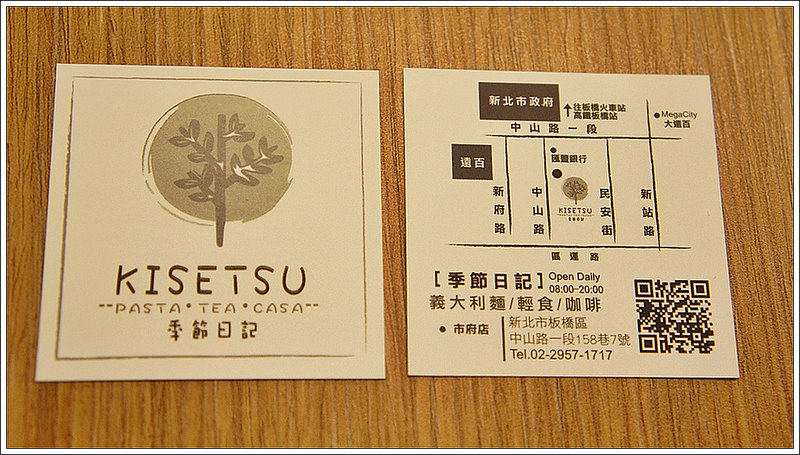 KISETSU
--PASTA•TEA•CASA--
季節日記
新北市政府
往板橋火車站
高鐵板橋站
MegaCity
大遠百
中山路一段
遠百
匯豐銀行
新府路
中山路
KISETSU
季節日記
民安街
新站路
區運路
[季節日記] Open Daily
08:00-20:00
義大利麵/輕食/咖啡
• 市府店
新北市板橋區
中山路一段158巷7號
Tel.02-2957-1717